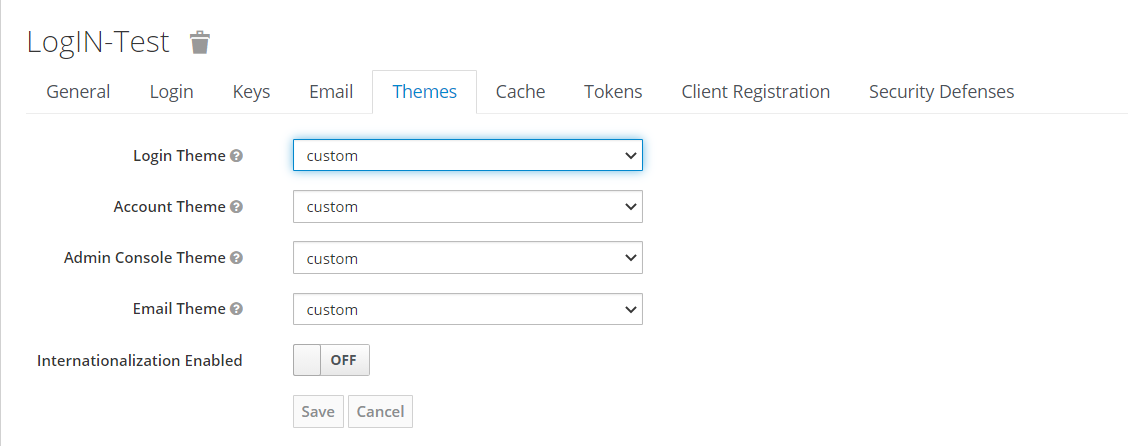 LogIN-Test
General Login Keys Email Themes Cache Tokens Client Registration Security Defenses
Login Theme ? custom
Account Theme ? custom
Admin Console Theme ? custom
Email Theme ? custom
Internationalization Enabled OFF
Save Cancel